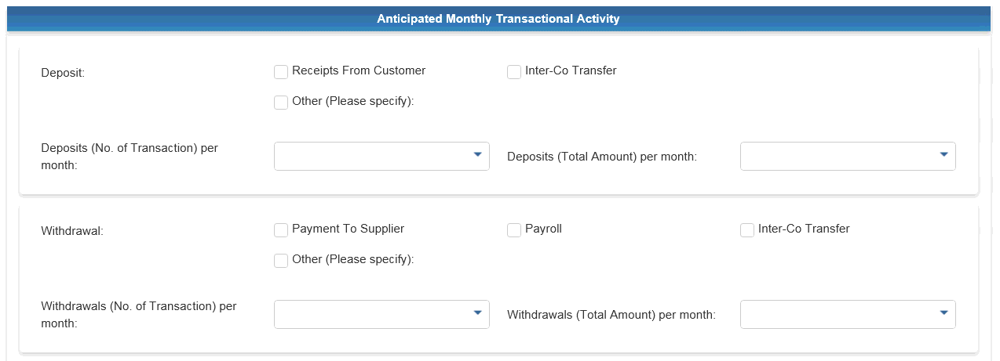 Anticipated Monthly Transactional Activity
Deposit:
Receipts From Customer
Inter-Co Transfer
Other (Please specify):
Deposits (No. of Transaction) per
month:
Deposits (Total Amount) per month:
Withdrawal:
Payment To Supplier
Payroll
Inter-Co Transfer
Other (Please specify):
Withdrawals (No. of Transaction) per
month:
Withdrawals (Total Amount) per month: